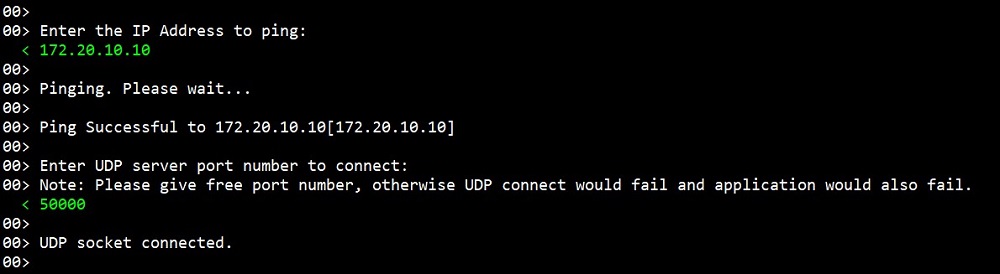 00>
00> Enter the IP Address to ping:
< 172.20.10.10
00>
00> Pinging. Please wait...
00>
00> Ping Successful to 172.20.10.10[172.20.10.10]
00>
00> Enter UDP server port number to connect:
00> Note: Please give free port number, otherwise UDP connect would fail and application would also fail.
< 50000
00>
00> UDP socket connected.
00>